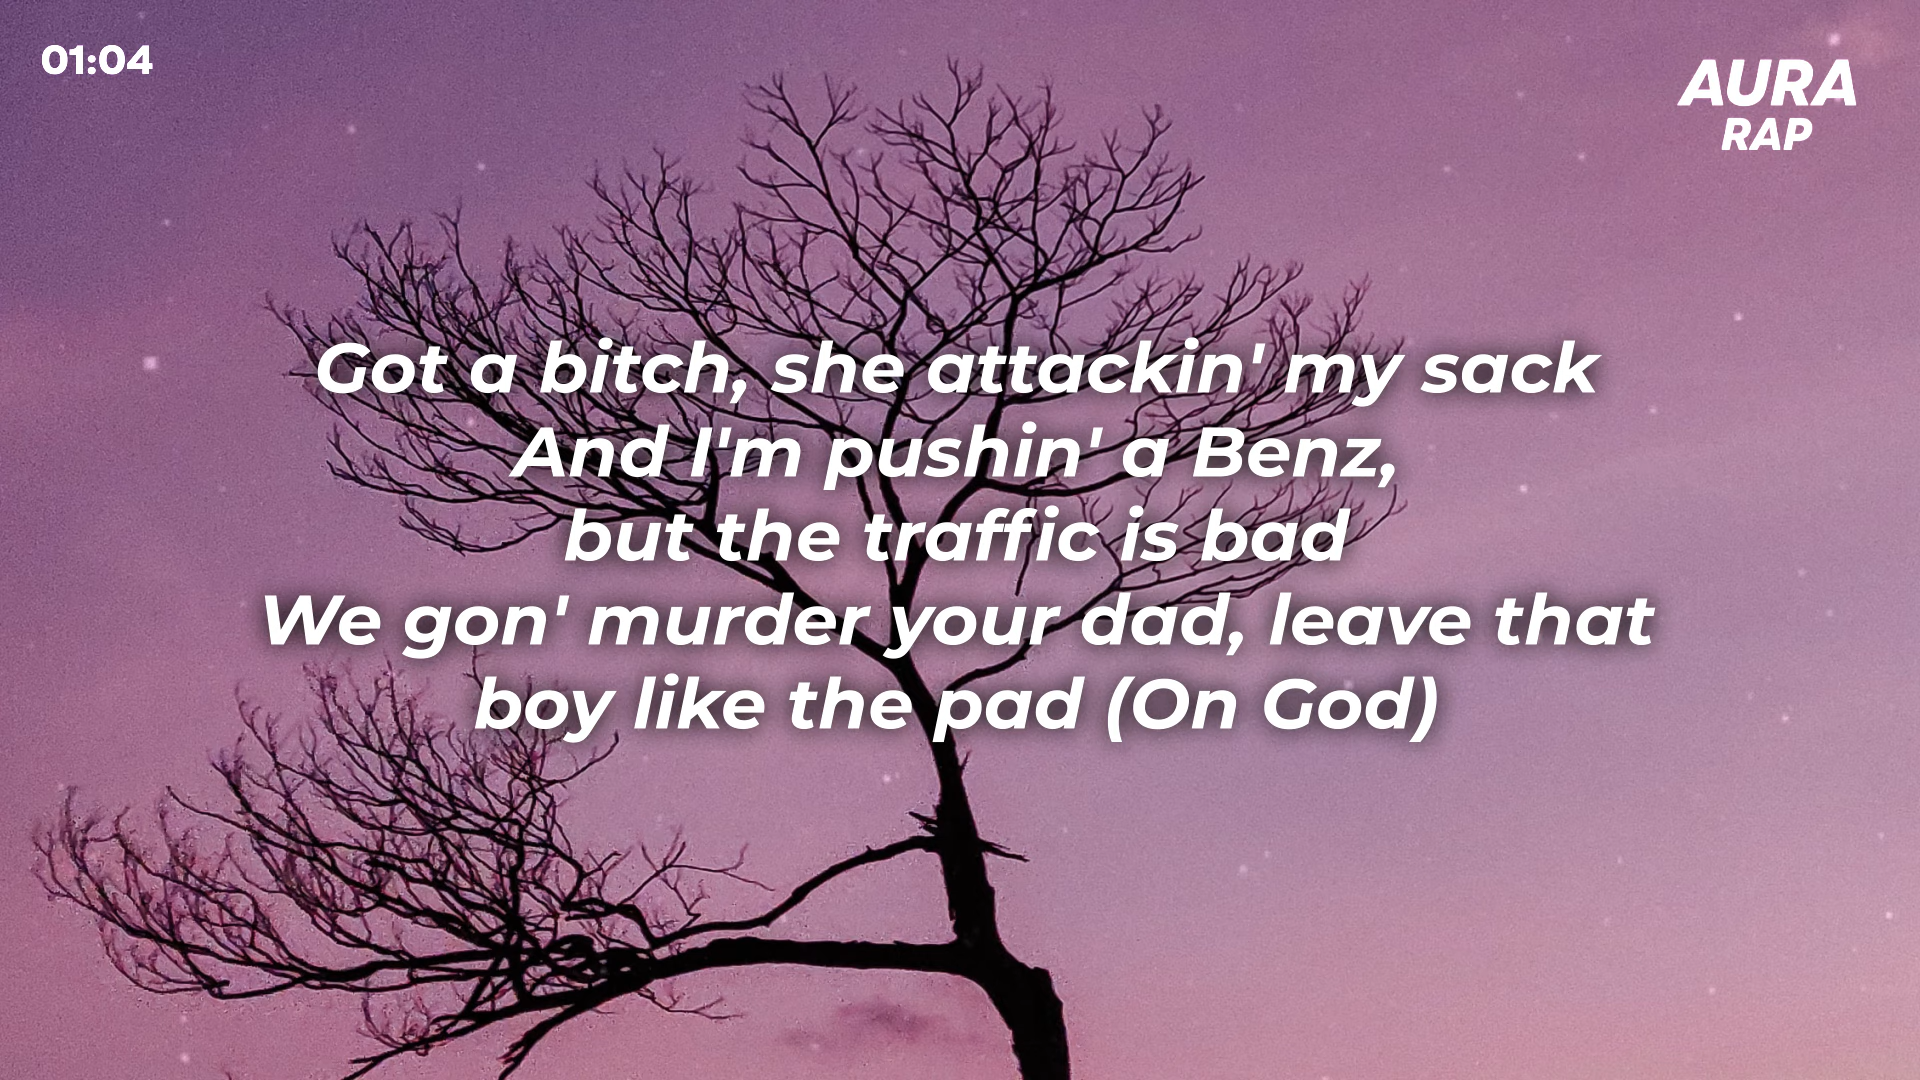 01:04
AURA
RAP
Got a bitch, she attackin' my sack
And I'm pushin' a Benz,
but the traffic is bad
We gon' murder your dad, leave that
boy like the pad (On God)